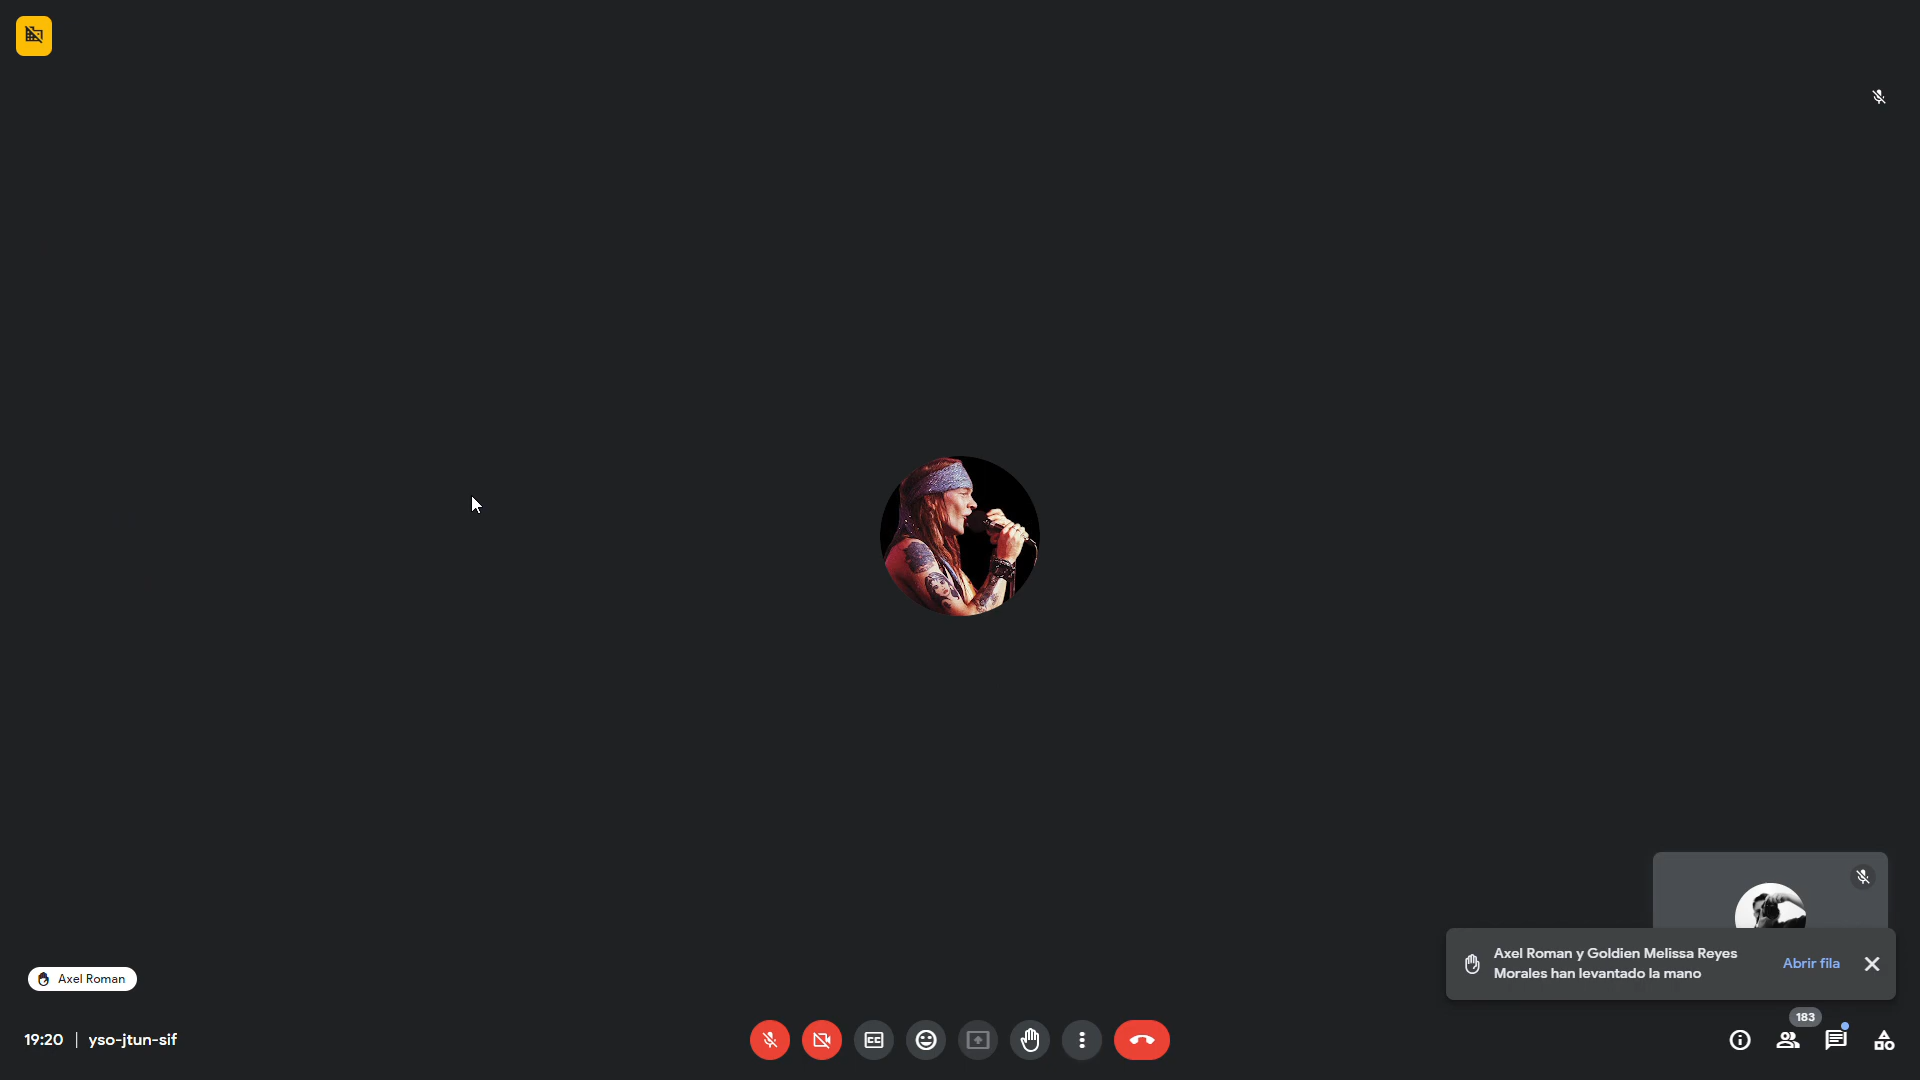 Axel Roman
Axel Roman y Goldien Melissa Reyes
Morales han levantado la mano
Abrir fila
19:20 | yso-jtun-sif
183